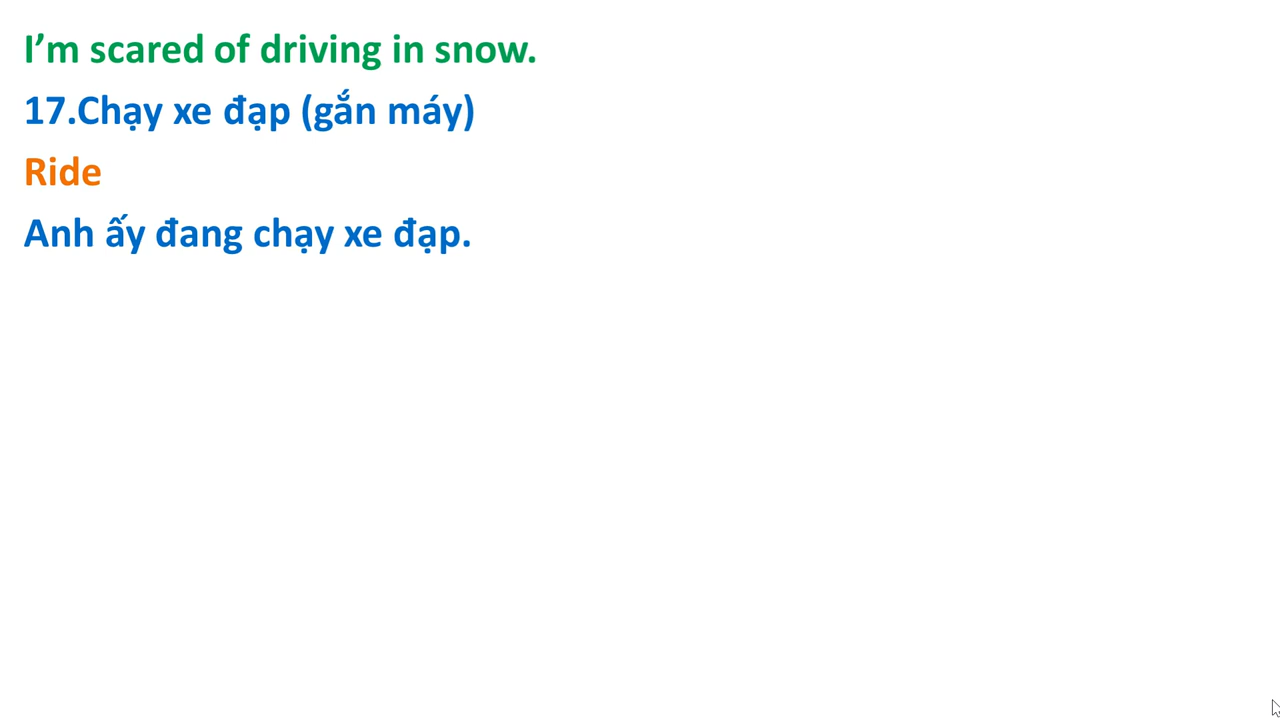 I’m scared of driving in snow.
17.Chạy xe đạp (gắn máy)
Ride
Anh ấy đang chạy xe đạp.